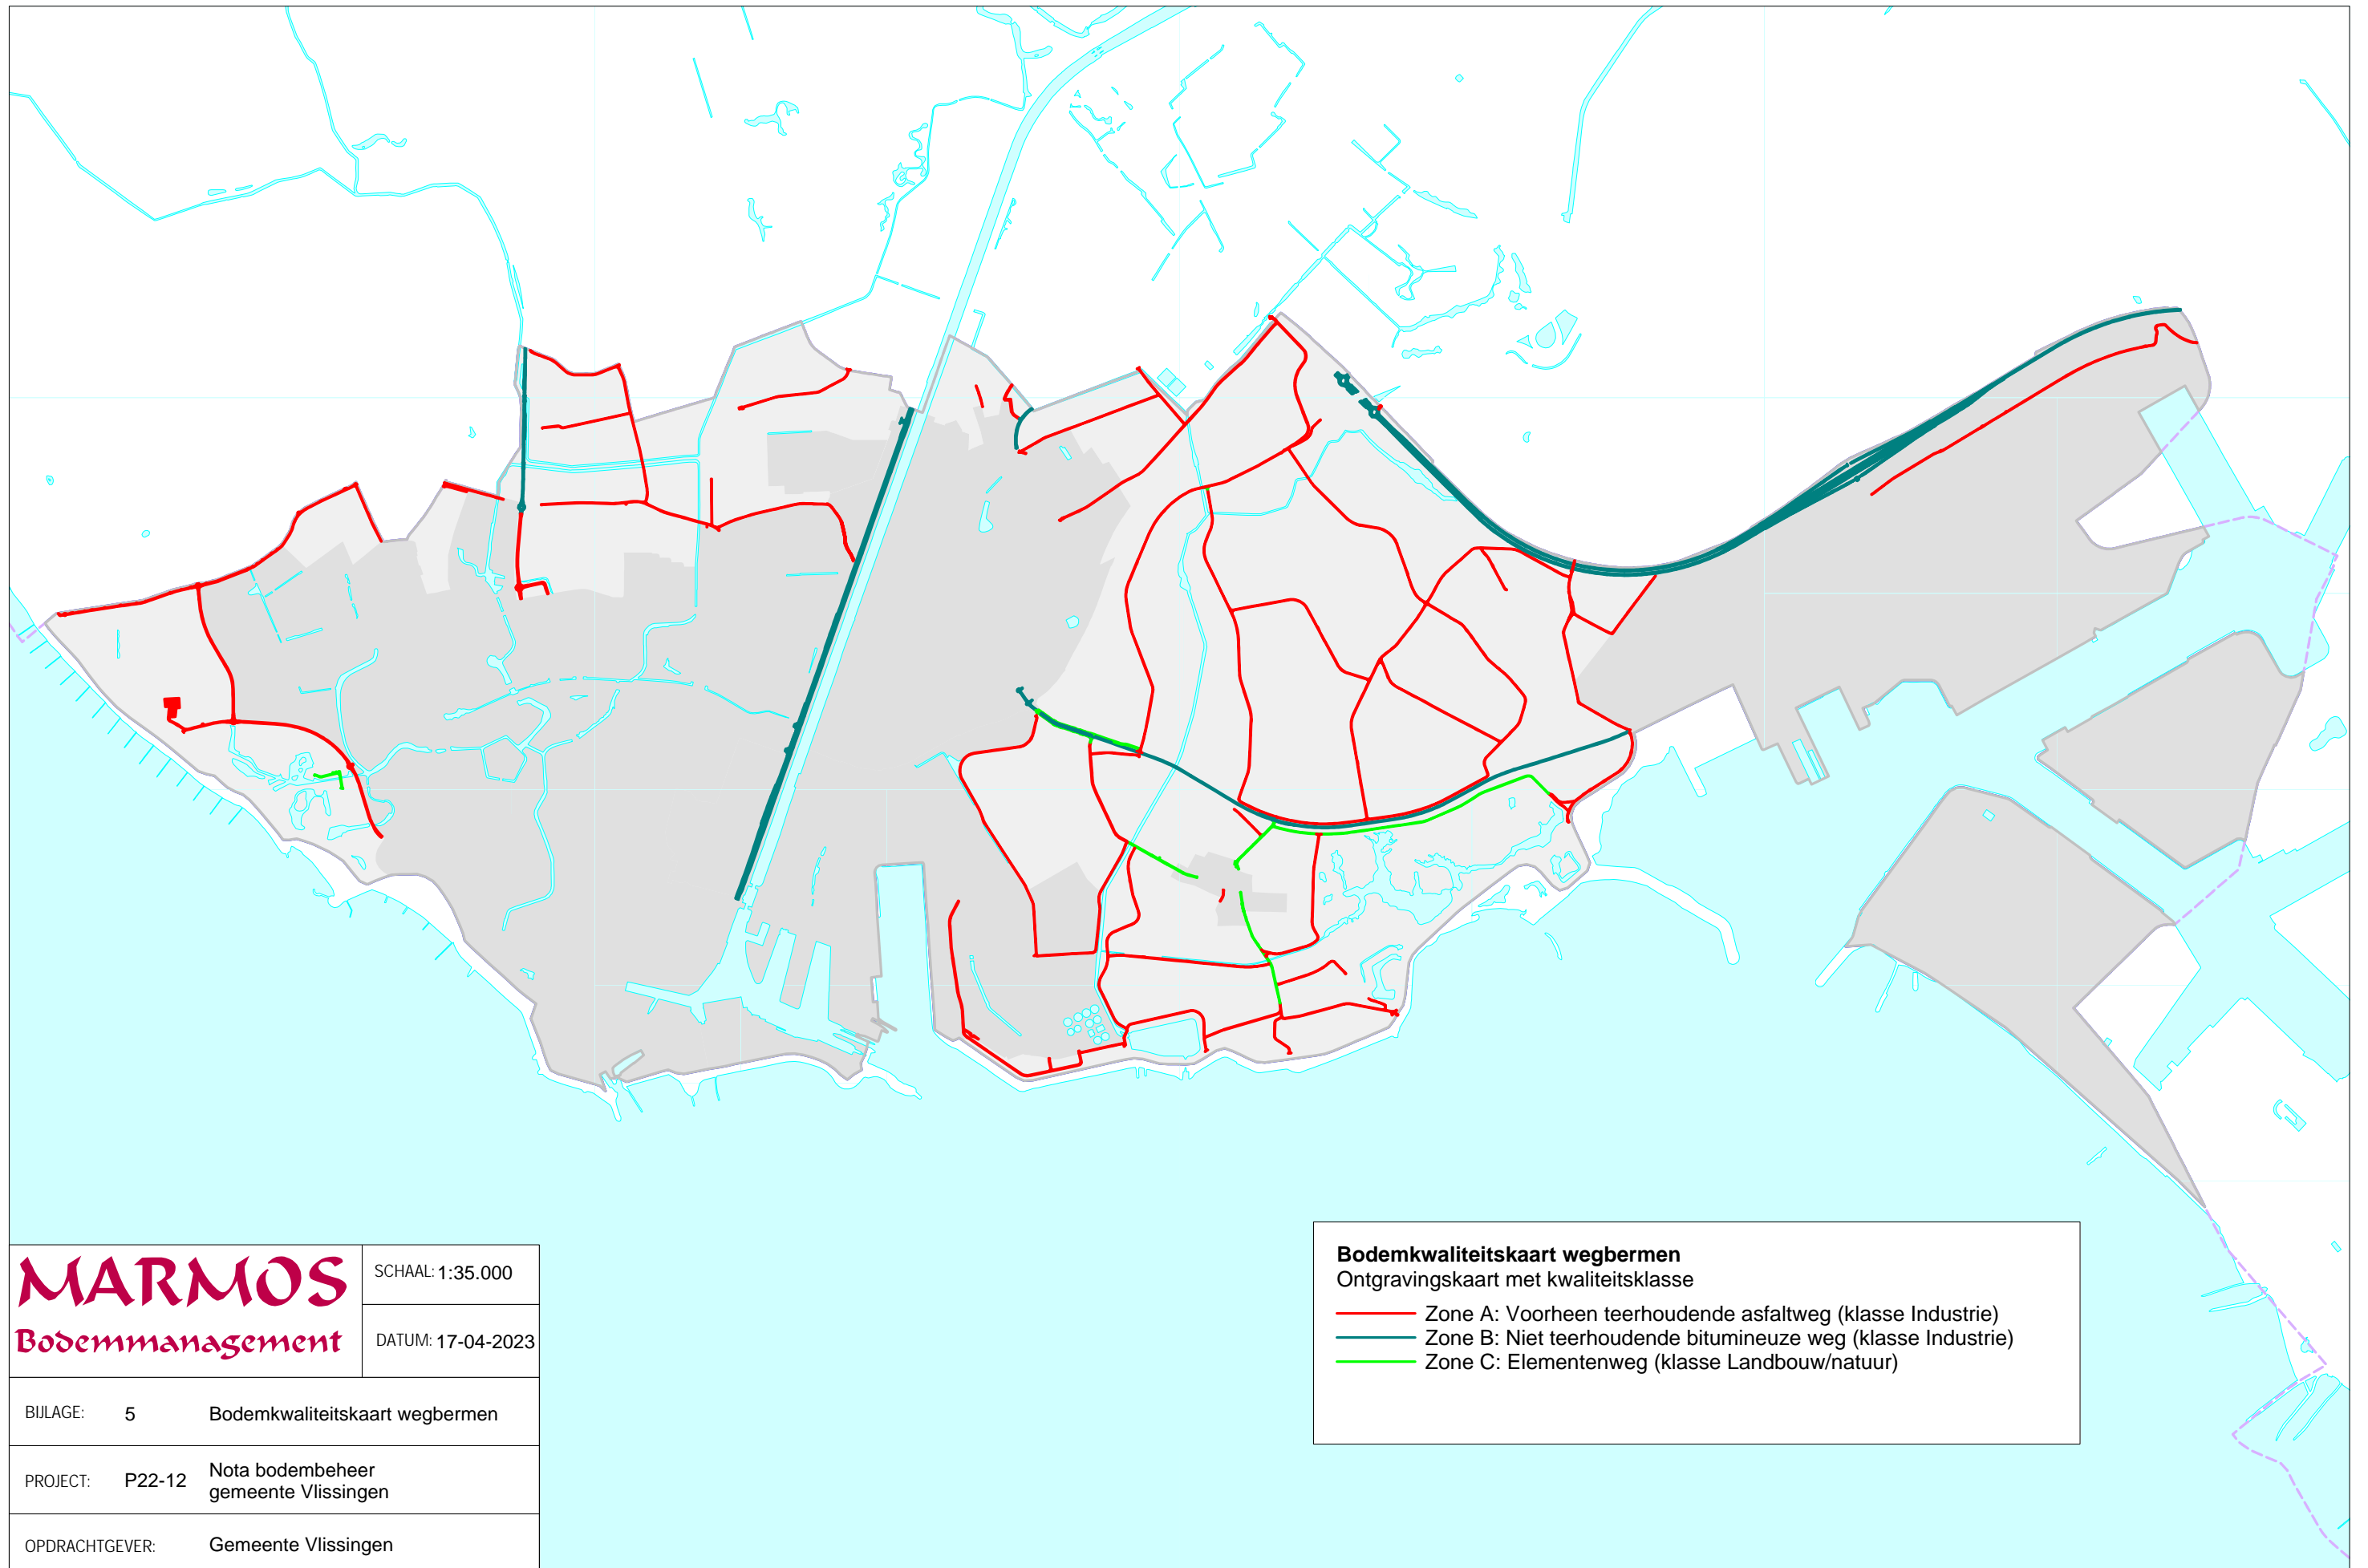 MARMOS
Bodemmanagement
SCHAAL: 1:35.000
DATUM: 17-04-2023
BIJLAGE: 5 Bodemkwaliteitskaart wegbermen
PROJECT: P22-12 Nota bodembeheer
gemeente Vlissingen
OPDRACHTGEVER: Gemeente Vlissingen
Bodemkwaliteitskaart wegbermen
Ontgravingskaart met kwaliteitsklasse
Zone A: Voorheen teerhoudende asfaltweg (klasse Industrie)
Zone B: Niet teerhoudende bitumineuze weg (klasse Industrie)
Zone C: Elementenweg (klasse Landbouw/natuur)